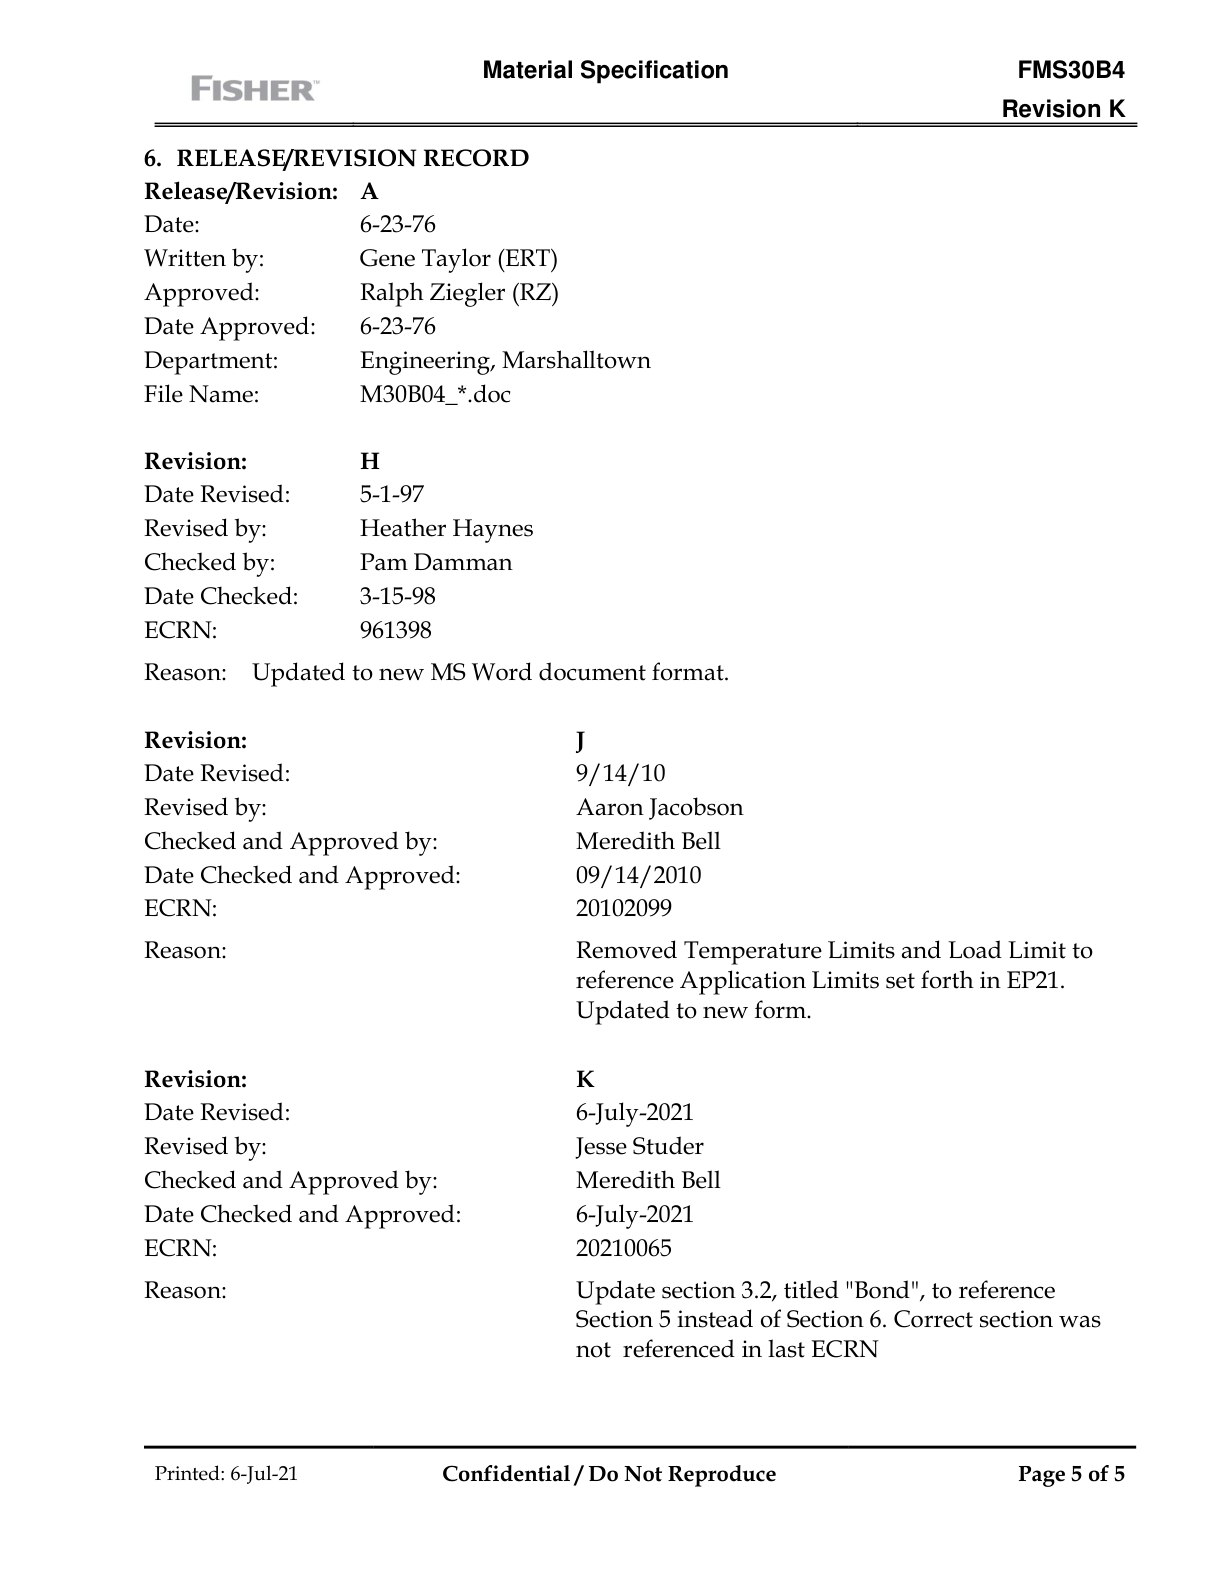 FISHER™
Material Specification
FMS30B4
Revision K
6. RELEASE/REVISION RECORD
Release/Revision: A
Date: 6-23-76
Written by: Gene Taylor (ERT)
Approved: Ralph Ziegler (RZ)
Date Approved: 6-23-76
Department: Engineering, Marshalltown
File Name: M30B04_*.doc
Revision: H
Date Revised: 5-1-97
Revised by: Heather Haynes
Checked by: Pam Damman
Date Checked: 3-15-98
ECRN: 961398
Reason: Updated to new MS Word document format.
Revision: J
Date Revised: 9/14/10
Revised by: Aaron Jacobson
Checked and Approved by: Meredith Bell
Date Checked and Approved: 09/14/2010
ECRN: 20102099
Reason: Removed Temperature Limits and Load Limit to
reference Application Limits set forth in EP21.
Updated to new form.
Revision: K
Date Revised: 6-July-2021
Revised by: Jesse Studer
Checked and Approved by: Meredith Bell
Date Checked and Approved: 6-July-2021
ECRN: 20210065
Reason: Update section 3.2, titled "Bond", to reference
Section 5 instead of Section 6. Correct section was
not  referenced in last ECRN
Printed: 6-Jul-21 Confidential / Do Not Reproduce Page 5 of 5